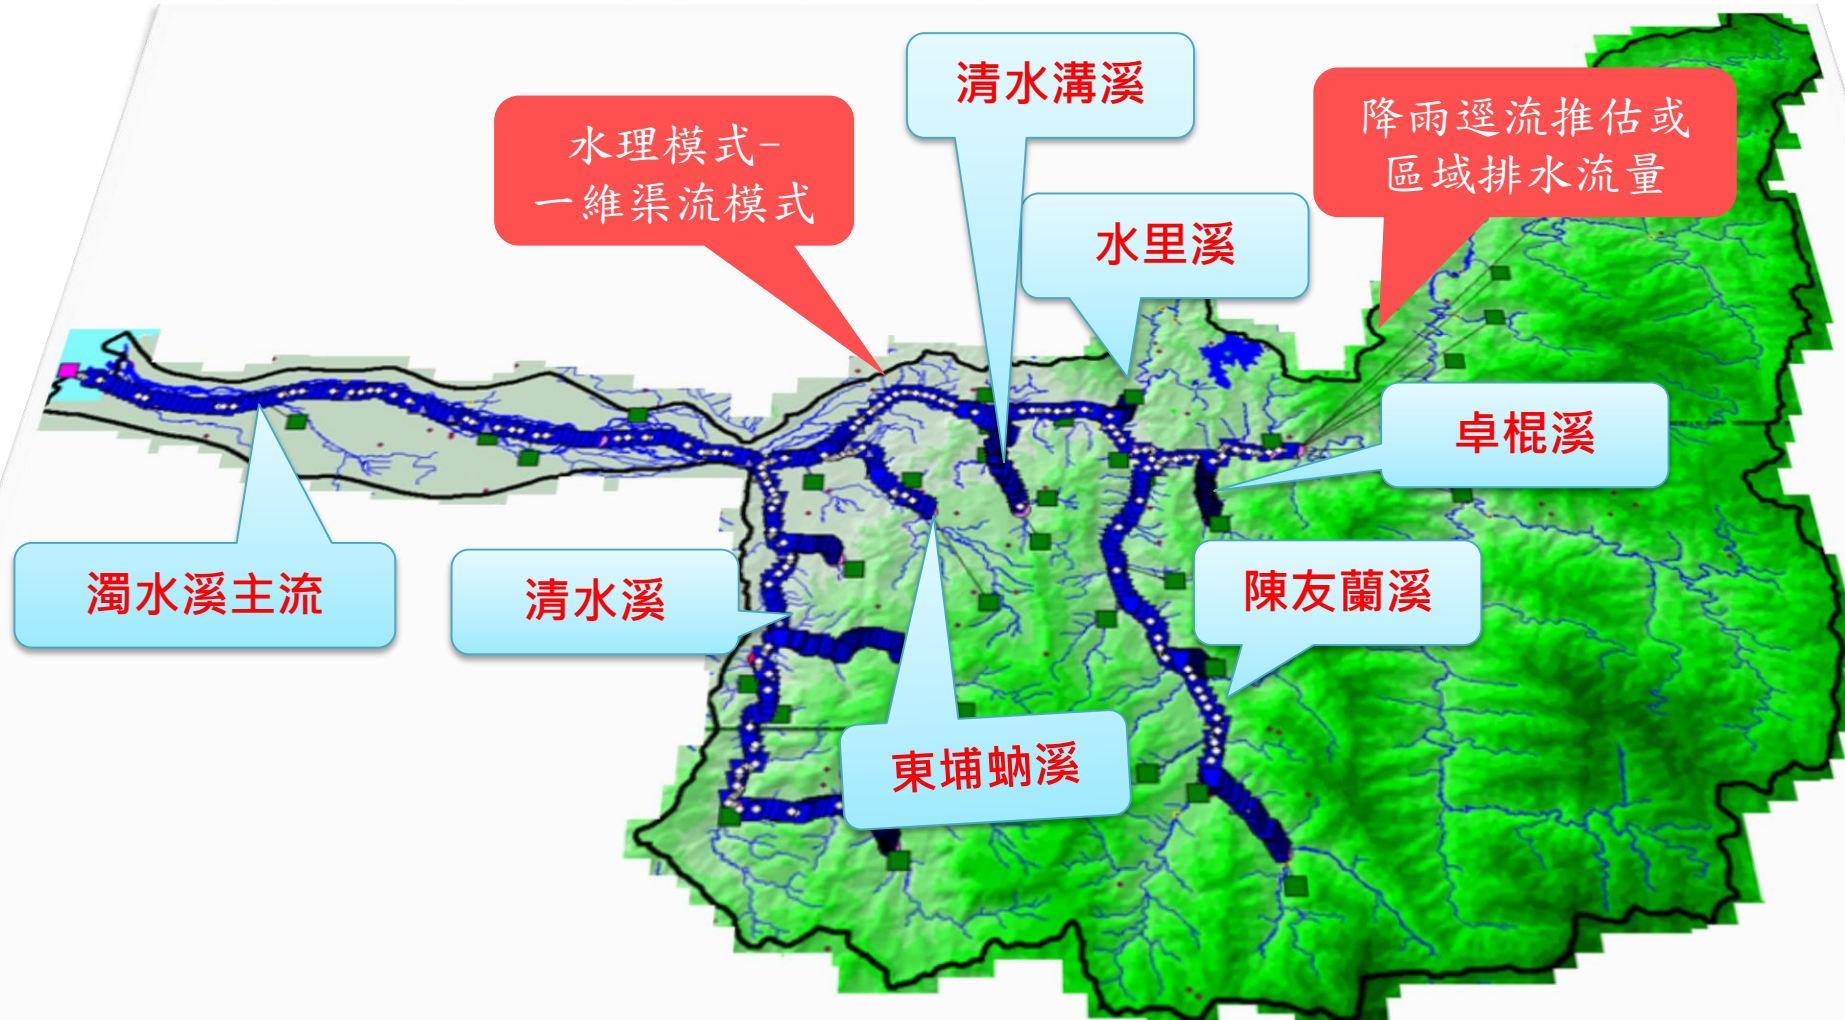 清水溝溪
水理模式-
一維渠流模式
降雨逕流推估或
區域排水流量
水里溪
卓棍溪
濁水溪主流
清水溪
陳友蘭溪
東埔蚋溪